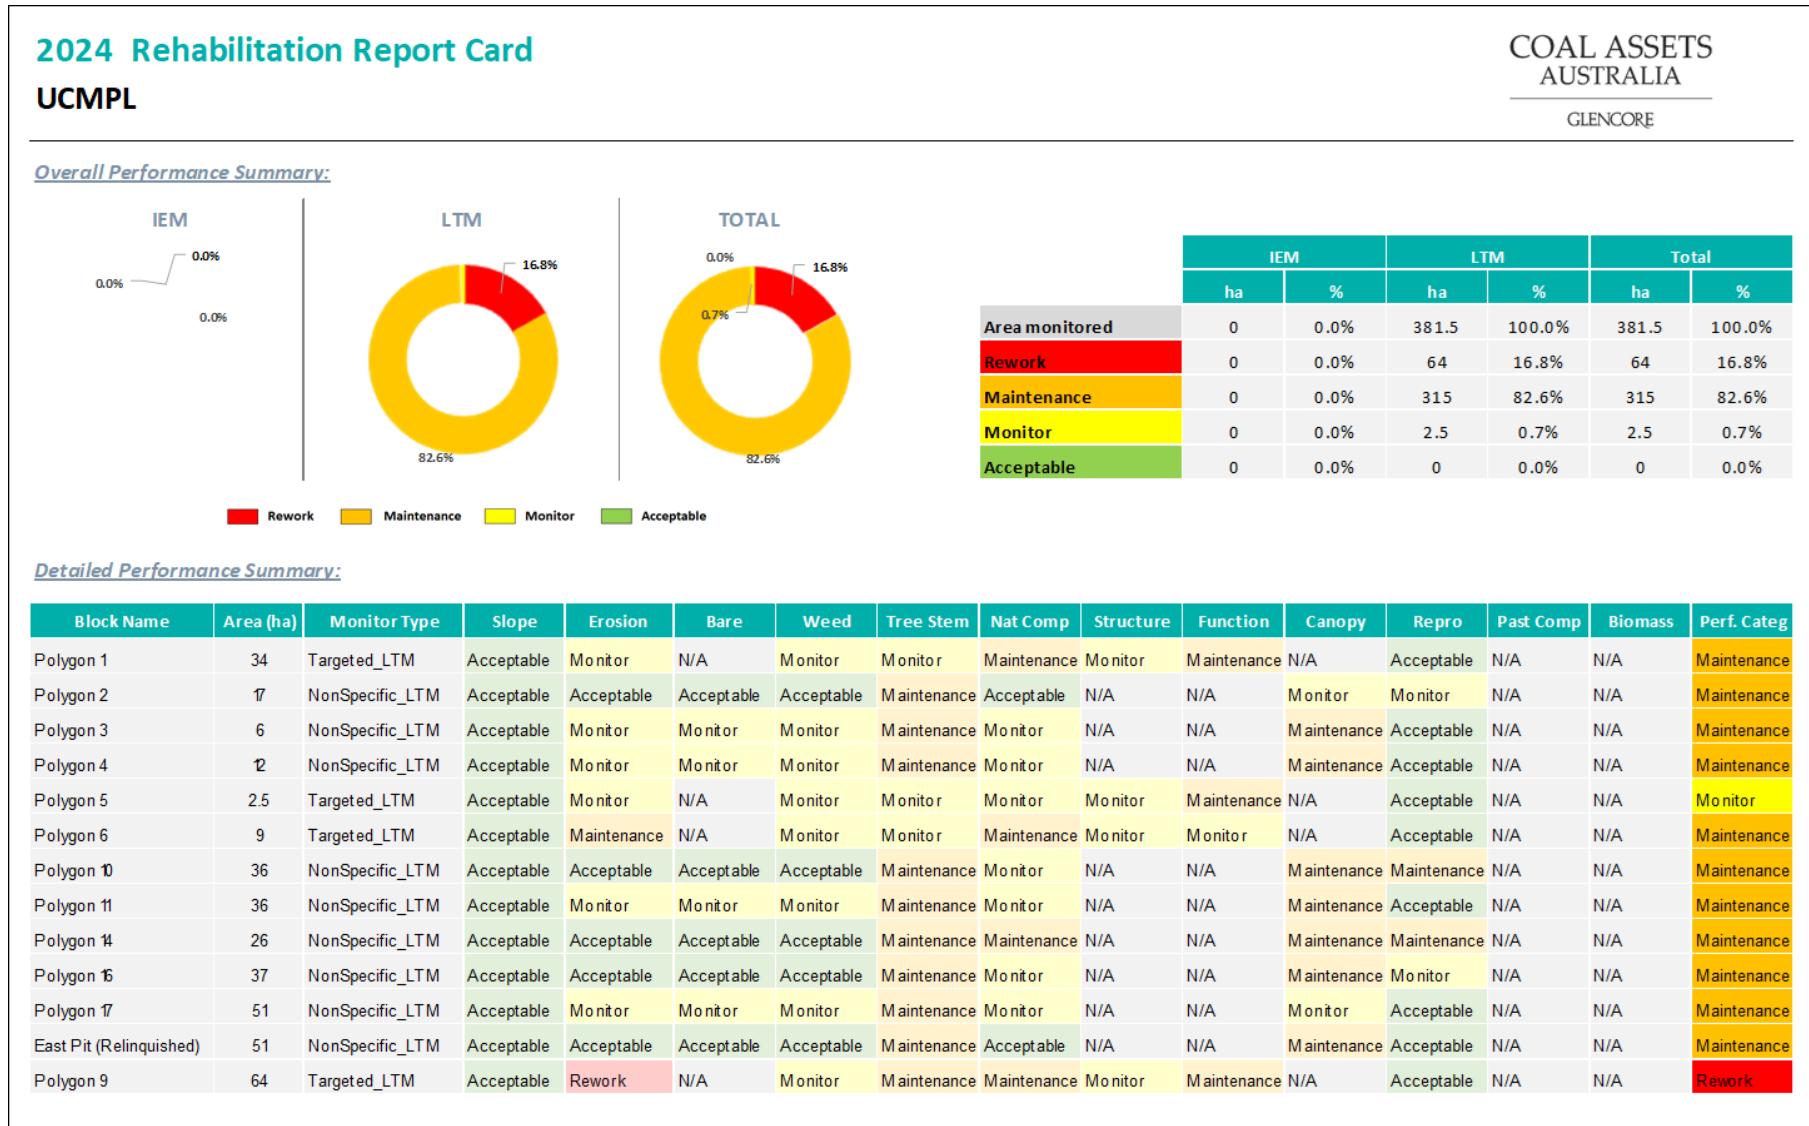 2024 Rehabilitation Report Card
UCMPL
COAL ASSETS
AUSTRALIA
GLENCORE
Overall Performance Summary:
IEM
0.0%
0.0%
0.0%
LTM
16.8%
82.6%
TOTAL
0.0%
16.8%
0.7%
82.6%
Rework Maintenance Monitor Acceptable
IEM LTM Total
ha % ha % ha %
Area monitored 0 0.0% 381.5 100.0% 381.5 100.0%
Rework 0 0.0% 64 16.8% 64 16.8%
Maintenance 0 0.0% 315 82.6% 315 82.6%
Monitor 0 0.0% 2.5 0.7% 2.5 0.7%
Acceptable 0 0.0% 0 0.0% 0 0.0%
Detailed Performance Summary:
Block Name Area (ha) Monitor Type Slope Erosion Bare Weed Tree Stem Nat Comp Structure Function Canopy Repro Past Comp Biomass Perf. Categ
Polygon 1 34 Targeted_LTM Acceptable Monitor N/A Monitor Monitor Maintenance Monitor Maintenance N/A Acceptable N/A N/A Maintenance
Polygon 2 17 NonSpecific_LTM Acceptable Acceptable Acceptable Acceptable Maintenance Acceptable N/A N/A Monitor Monitor N/A N/A Maintenance
Polygon 3 6 NonSpecific_LTM Acceptable Monitor Monitor Monitor Maintenance Monitor N/A N/A Maintenance Acceptable N/A N/A Maintenance
Polygon 4 12 NonSpecific_LTM Acceptable Monitor Monitor Monitor Maintenance Monitor N/A N/A Maintenance Acceptable N/A N/A Maintenance
Polygon 5 2.5 Targeted_LTM Acceptable Monitor N/A Monitor Monitor Monitor Monitor Maintenance N/A Acceptable N/A N/A Monitor
Polygon 6 9 Targeted_LTM Acceptable Maintenance N/A Monitor Monitor Maintenance Monitor Monitor N/A Acceptable N/A N/A Maintenance
Polygon 10 36 NonSpecific_LTM Acceptable Acceptable Acceptable Acceptable Maintenance Monitor N/A N/A Maintenance Maintenance N/A N/A Maintenance
Polygon 11 36 NonSpecific_LTM Acceptable Monitor Monitor Monitor Maintenance Monitor N/A N/A Maintenance Acceptable N/A N/A Maintenance
Polygon 14 26 NonSpecific_LTM Acceptable Acceptable Acceptable Acceptable Maintenance Maintenance N/A N/A Maintenance Maintenance N/A N/A Maintenance
Polygon 16 37 NonSpecific_LTM Acceptable Acceptable Acceptable Acceptable Maintenance Monitor N/A N/A Maintenance Monitor N/A N/A Maintenance
Polygon 17 51 NonSpecific_LTM Acceptable Monitor Monitor Monitor Maintenance Monitor N/A N/A Monitor Acceptable N/A N/A Maintenance
East Pit (Relinquished) 51 NonSpecific_LTM Acceptable Acceptable Acceptable Acceptable Maintenance Acceptable N/A N/A Maintenance Acceptable N/A N/A Maintenance
Polygon 9 64 Targeted_LTM Acceptable Rework N/A Monitor Maintenance Maintenance Monitor Maintenance N/A Acceptable N/A N/A Rework